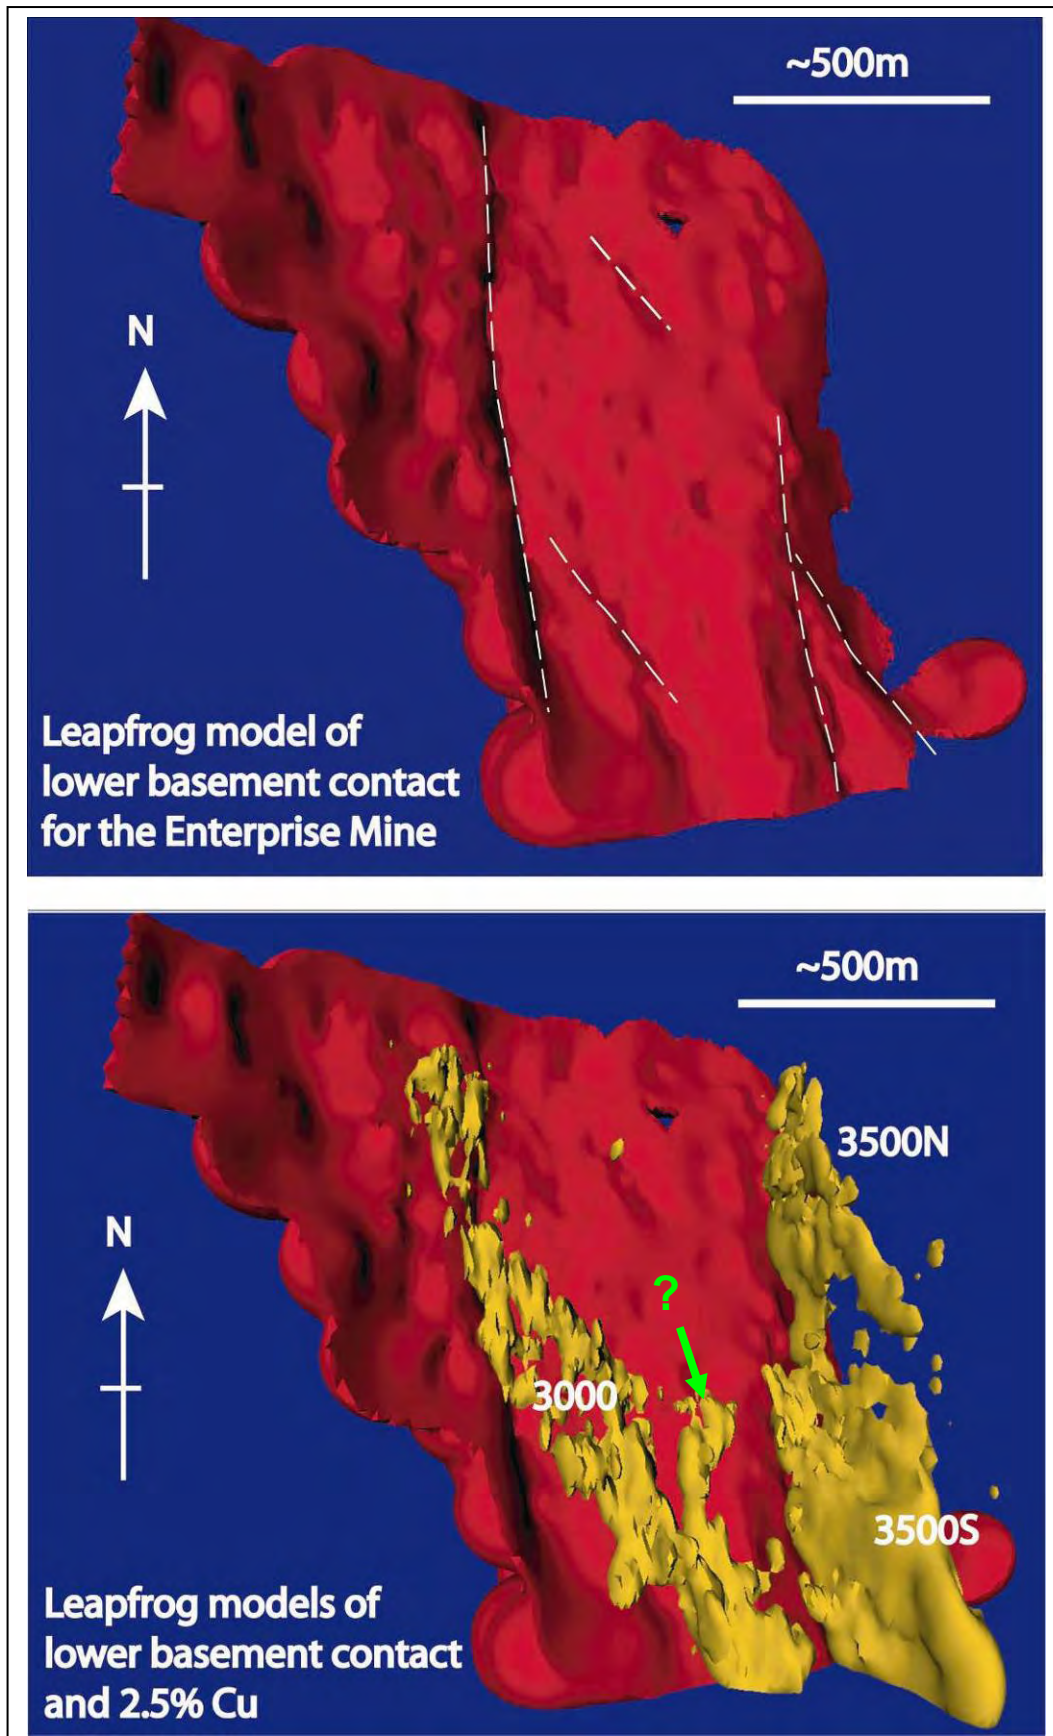 ~500m
N
Leapfrog model of
lower basement contact
for the Enterprise Mine
~500m
3500N
N
?
3000
3500S
Leapfrog models of
lower basement contact
and 2.5% Cu